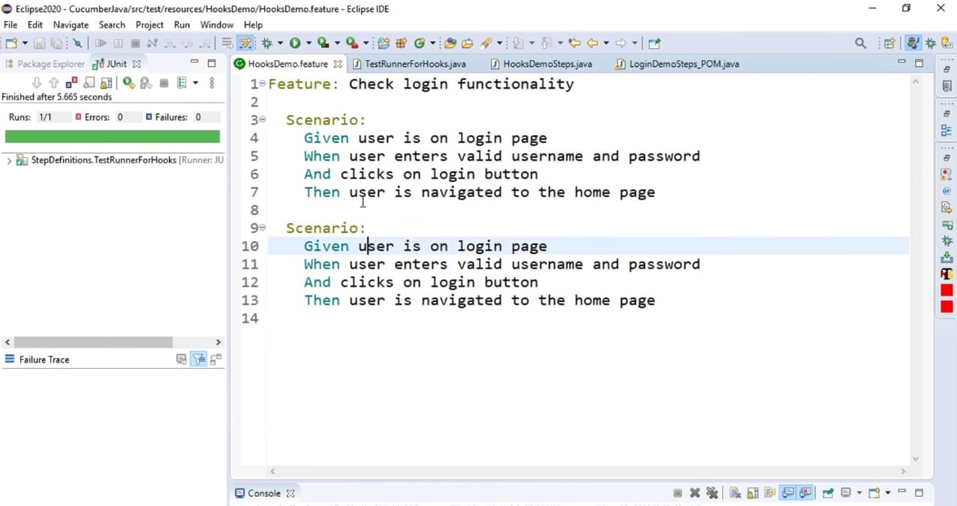 Eclipse2020 - CucumberJava/src/test/resources/HooksDemo/HooksDemo.feature - Eclipse IDE
File Edit Navigate Search Project Run Window Help
Package Explorer JUnit
Finished after 5.665 seconds
Runs: 1/1 Errors: 0 Failures: 0
StepDefinitions.TestRunnerForHooks [Runner: JU
Failure Trace
HooksDemo.feature TestRunnerForHooks.java HooksDemoSteps.java LoginDemoSteps_POM.java
1 Feature: Check login functionality
2
3 Scenario:
4 Given user is on login page
5 When user enters valid username and password
6 And clicks on login button
7 Then user is navigated to the home page
8
9 Scenario:
10 Given user is on login page
11 When user enters valid username and password
12 And clicks on login button
13 Then user is navigated to the home page
14
Console